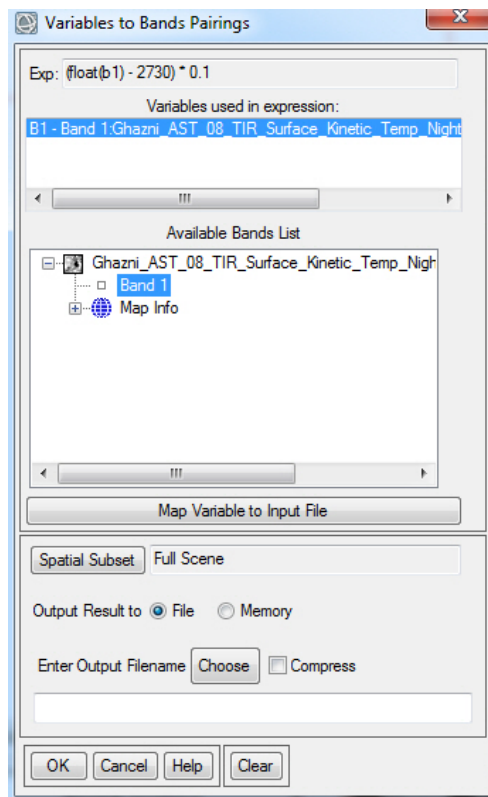 Variables to Bands Pairings
Exp: (float(b1) - 2730) * 0.1
Variables used in expression:
B1 - Band 1:Ghazni_AST_08_TIR_Surface_Kinetic_Temp_Night
Available Bands List
Ghazni_AST_08_TIR_Surface_Kinetic_Temp_Nigh
Band 1
Map Info
Map Variable to Input File
Spatial Subset Full Scene
Output Result to File Memory
Enter Output Filename Choose Compress
OK Cancel Help Clear